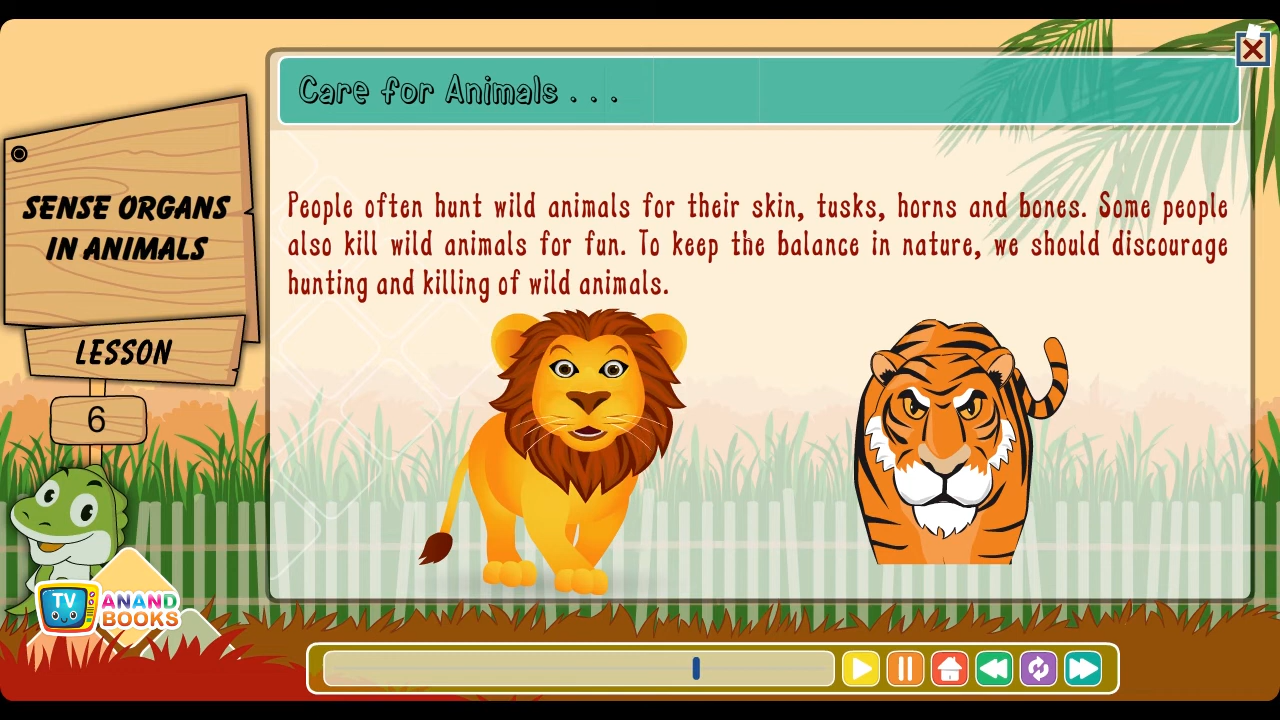 Care for Animals . . .
SENSE ORGANS
IN ANIMALS
LESSON
6
People often hunt wild animals for their skin, tusks, horns and bones. Some people
also kill wild animals for fun. To keep the balance in nature, we should discourage
hunting and killing of wild animals.
TV
ANAND
BOOKS